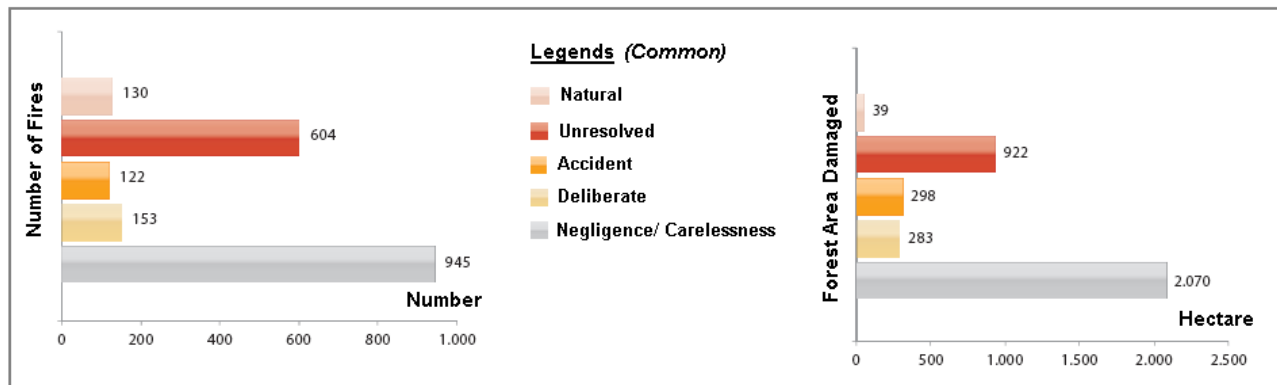 Number of Fires
130
604
122
153
945
Number
0 200 400 600 800 1.000
Legends (Common)
Natural
Unresolved
Accident
Deliberate
Negligence/ Carelessness
Forest Area Damaged
39
922
298
283
2.070
Hectare
0 500 1.000 1.500 2.000 2.500